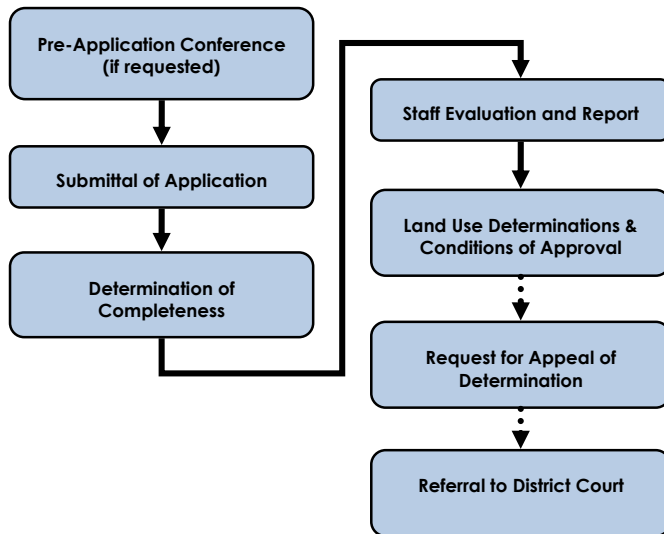 Pre-Application Conference
(if requested)
Submittal of Application
Determination of
Completeness
Staff Evaluation and Report
Land Use Determinations &
Conditions of Approval
Request for Appeal of
Determination
Referral to District Court